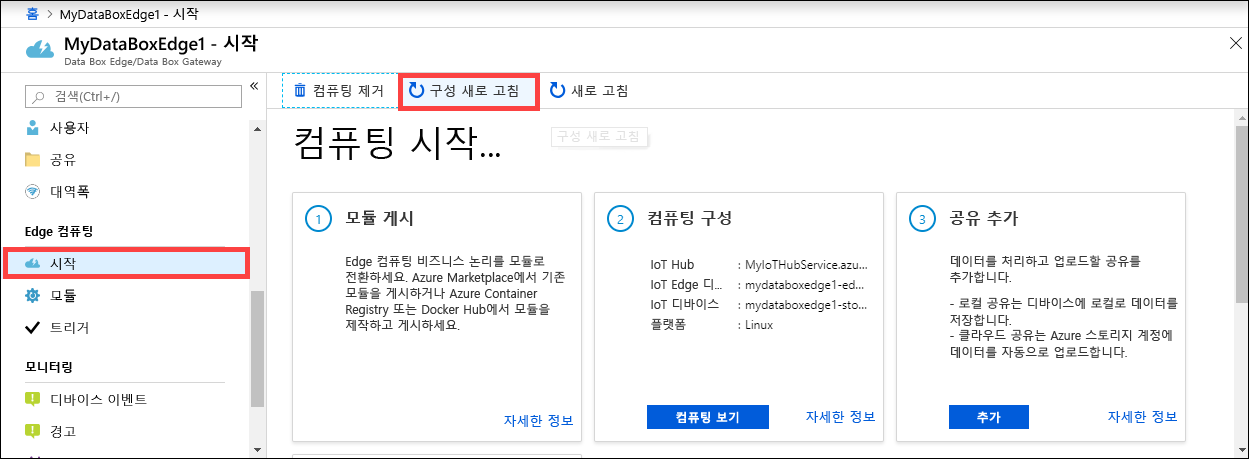 홈 > MyDataBoxEdge1 - 시작
MyDataBoxEdge1 - 시작
Data Box Edge/Data Box Gateway
검색(Ctrl+/)
사용자
공유
대역폭
Edge 컴퓨팅
시작
모듈
트리거
모니터링
디바이스 이벤트
경고
컴퓨팅 제거
구성 새로 고침
새로 고침
컴퓨팅 시작...
구성 새로 고침
1 모듈 게시
Edge 컴퓨팅 비즈니스 논리를 모듈로
전환하세요. Azure Marketplace에서 기존
모듈을 게시하거나 Azure Container
Registry 또는 Docker Hub에서 모듈을
제작하고 게시하세요.
자세한 정보
2 컴퓨팅 구성
IoT Hub : MyIoTHubService.azu...
IoT Edge 디... : mydataboxedge1-ed...
IoT 디바이스 : mydataboxedge1-sto...
플랫폼 : Linux
컴퓨팅 보기
자세한 정보
3 공유 추가
데이터를 처리하고 업로드할 공유를
추가합니다.
- 로컬 공유는 디바이스에 로컬로 데이터를
저장합니다.
- 클라우드 공유는 Azure 스토리지 계정에
데이터를 자동으로 업로드합니다.
추가
자세한 정보